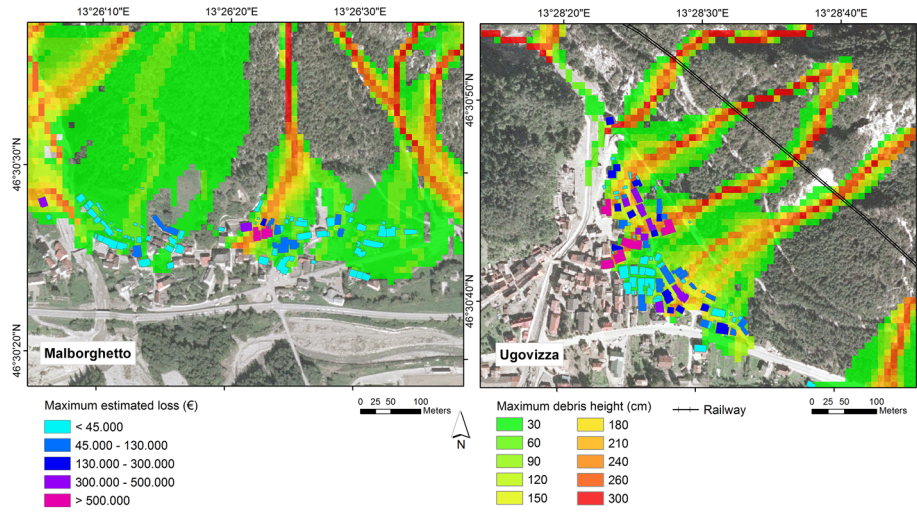 13°26'10"E 13°26'20"E 13°26'30"E
46°30'30"N
46°30'20"N
Malborghetto
13°28'20"E 13°28'30"E 13°28'40"E
46°30'50"N
46°30'40"N
Ugovizza
Maximum estimated loss (€)
< 45.000
45.000 - 130.000
130.000 - 300.000
300.000 - 500.000
> 500.000
0 25 50 100
Meters
N
Maximum debris height (cm)
30
60
90
120
150
180
210
240
260
300
Railway
0 25 50 100
Meters